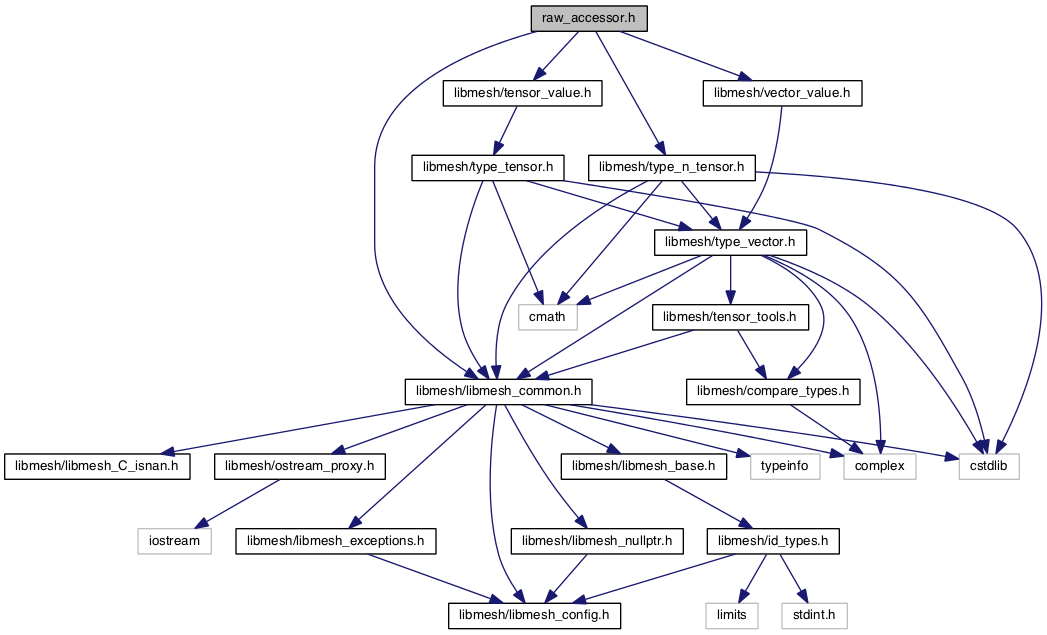 raw_accessor.h
libmesh/tensor_value.h
libmesh/vector_value.h
libmesh/type_tensor.h
libmesh/type_n_tensor.h
libmesh/type_vector.h
cmath
libmesh/tensor_tools.h
libmesh/libmesh_common.h
libmesh/compare_types.h
libmesh/libmesh_C_isnan.h
libmesh/ostream_proxy.h
libmesh/libmesh_base.h
typeinfo
complex
cstdlib
iostream
libmesh/libmesh_exceptions.h
libmesh/libmesh_nullptr.h
libmesh/id_types.h
libmesh/libmesh_config.h
limits
stdint.h